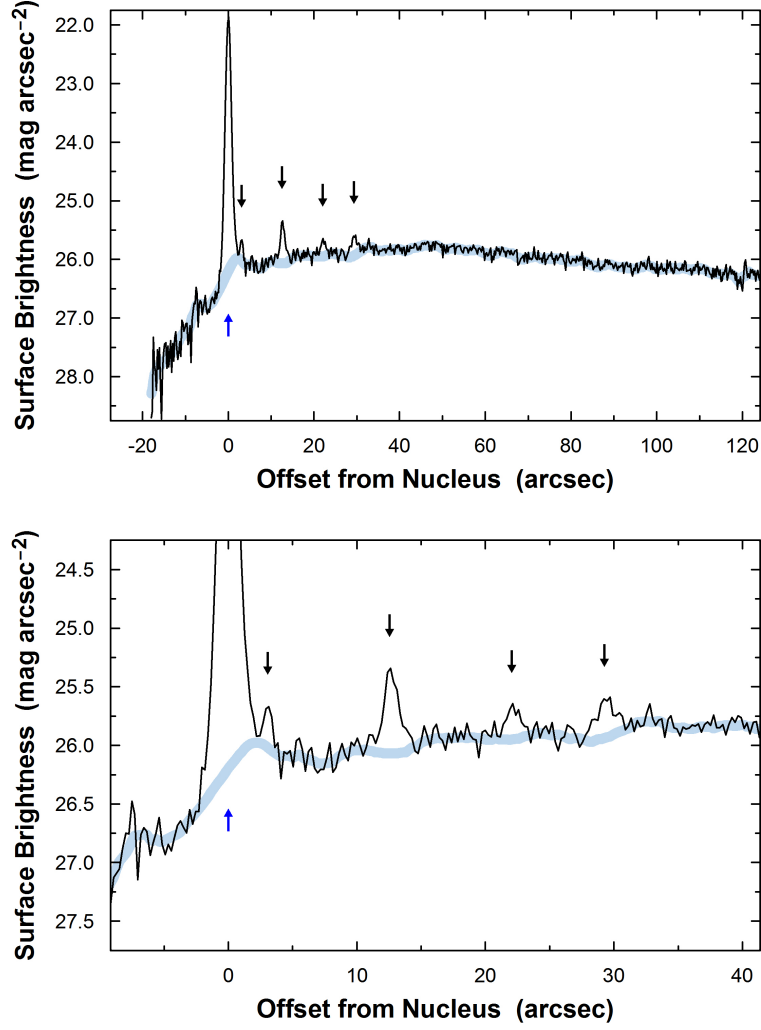 22.0
23.0
24.0
25.0
26.0
27.0
28.0
Surface Brightness (mag arcsec−2)
-20 0 20 40 60 80 100 120
Offset from Nucleus (arcsec)
24.5
25.0
25.5
26.0
26.5
27.0
27.5
Surface Brightness (mag arcsec−2)
0 10 20 30 40
Offset from Nucleus (arcsec)